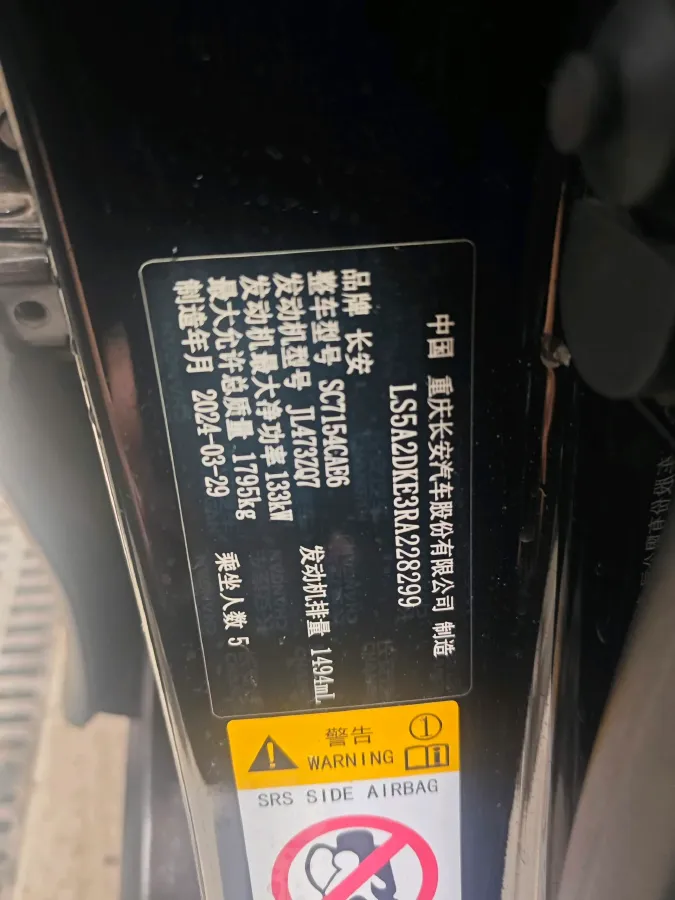 中国 重庆长安汽车股份有限公司 制造
LS5A2DKE3RA228299
品牌 长安
整车型号 SC7154CAE6
发动机型号 JL473ZQ7 发动机排量 1494mL
发动机最大净功率 133kW
最大允许总质量 1795kg 乘坐人数 5
制造年月 2024-03-29
警告 ①
WARNING
SRS SIDE AIRBAG